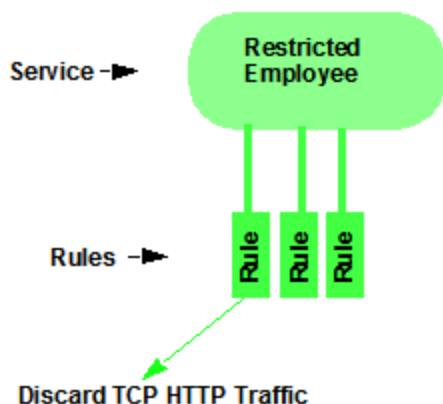 Restricted
Employee
Service
Rules
Rule
Rule
Rule
Discard TCP HTTP Traffic